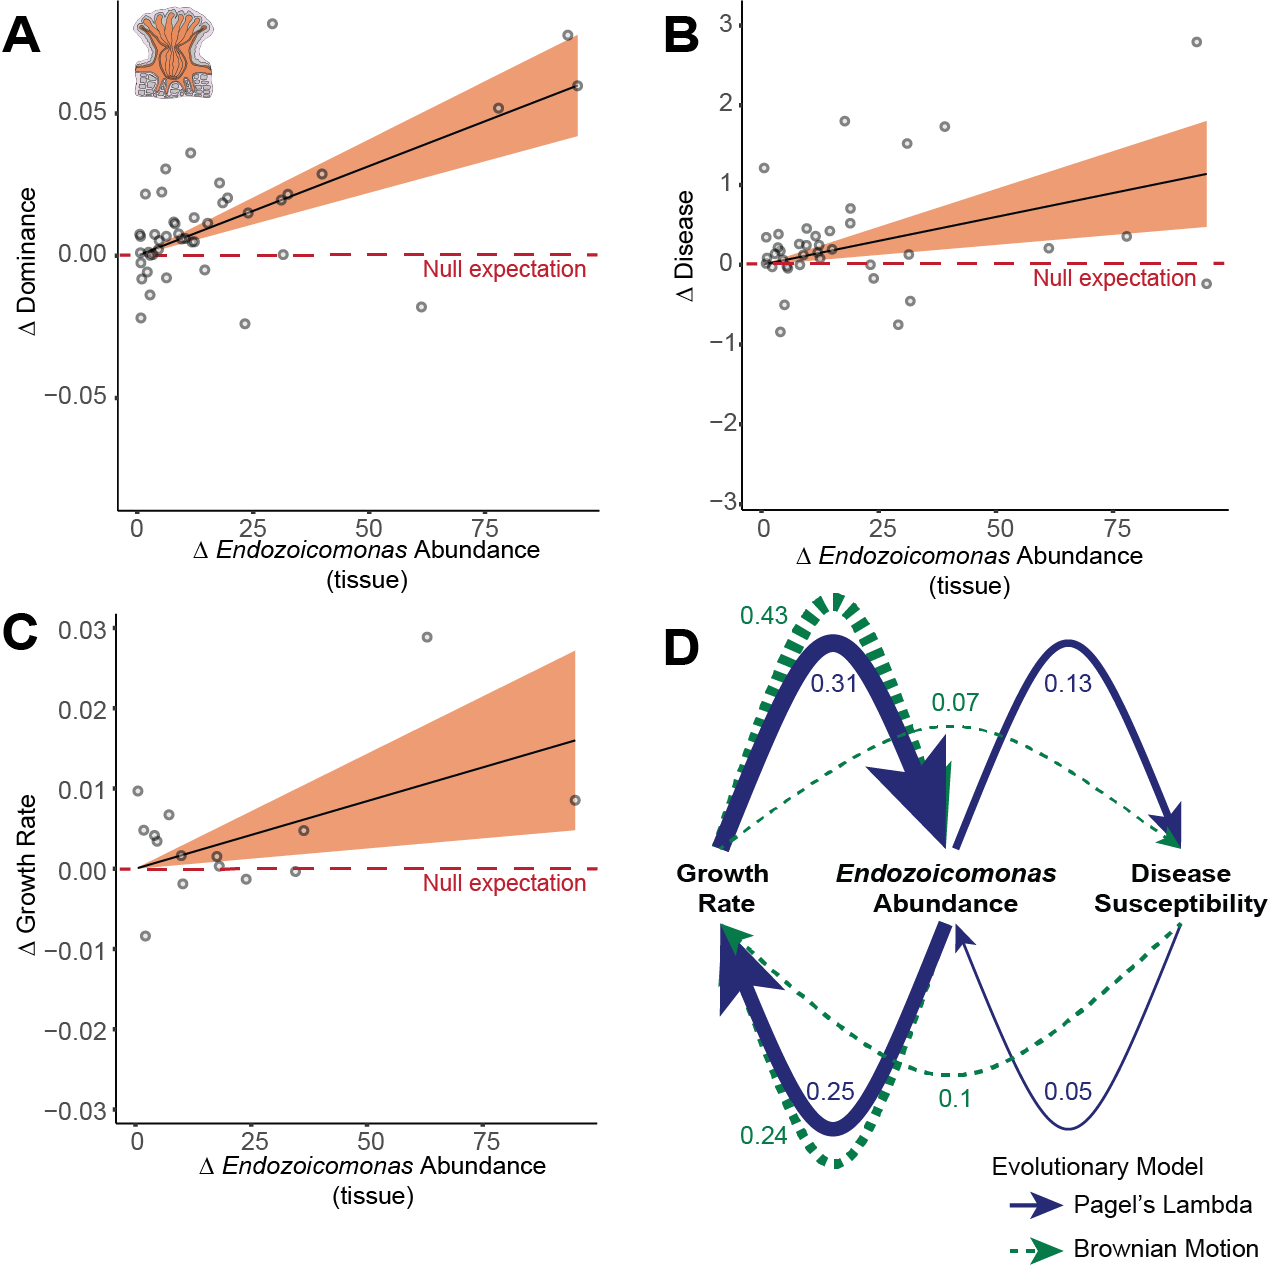 A
0.05
0.00
−0.05
Δ Dominance
Null expectation
0
25
50
75
Δ Endozoicomonas Abundance
(tissue)
B
3
2
1
0
−1
−2
−3
Δ Disease
Null expectation
0
25
50
75
Δ Endozoicomonas Abundance
(tissue)
C
0.03
0.02
0.01
0.00
−0.01
−0.02
−0.03
Δ Growth Rate
Null expectation
0
25
50
75
Δ Endozoicomonas Abundance
(tissue)
D
0.43
0.31
0.07
0.13
Growth
Rate
Endozoicomonas
Abundance
Disease
Susceptibility
0.25
0.24
0.1
0.05
Evolutionary Model
Pagel’s Lambda
Brownian Motion